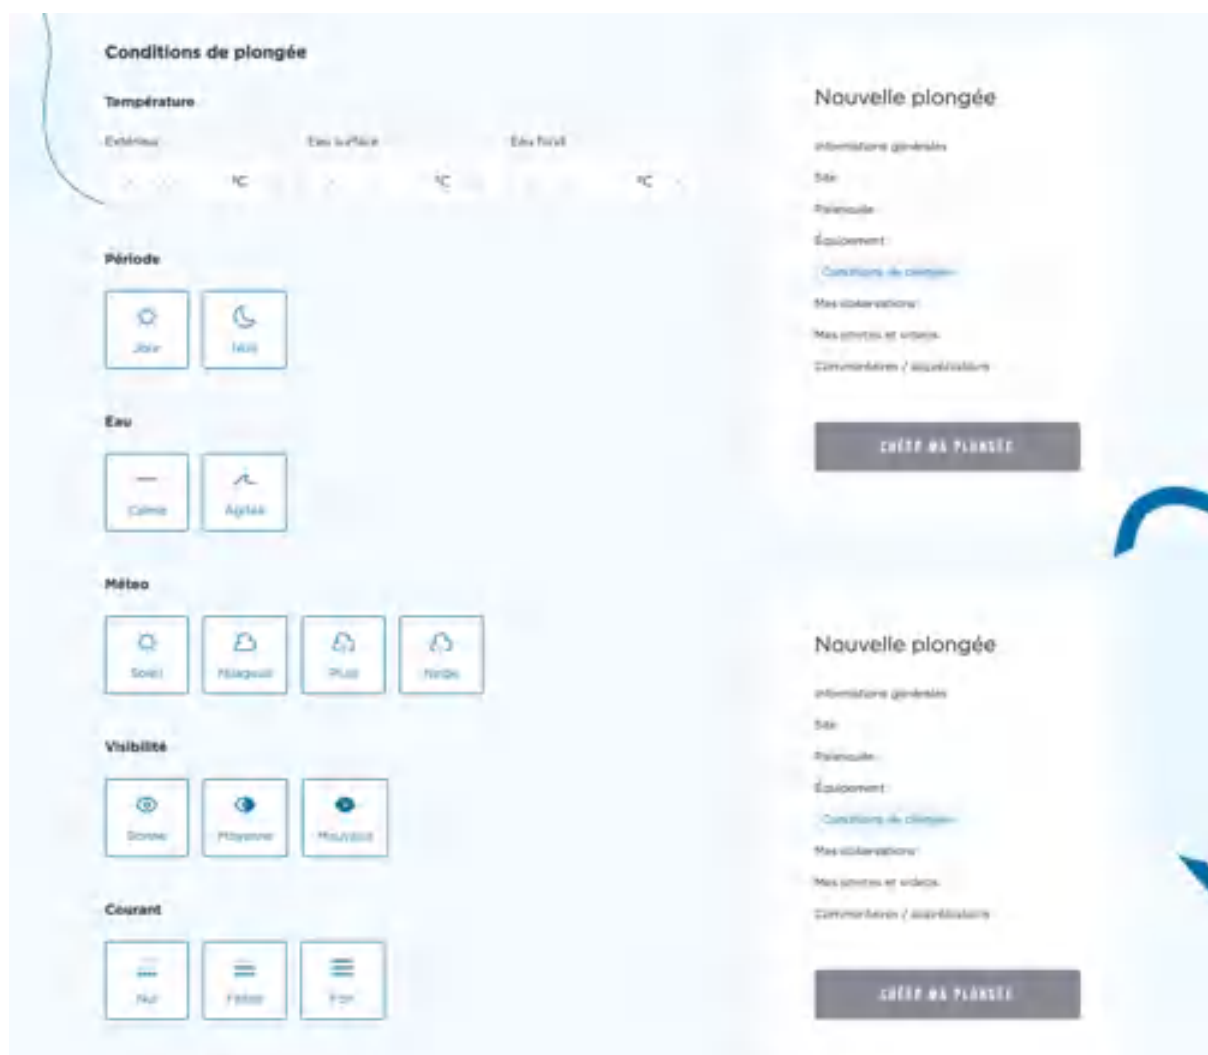 Conditions de plongée
Température
Extérieur
Eau surface
Eau fond
°C
°C
°C
Période
Jour
Nuit
Eau
Calme
Agitée
Méteo
Soleil
Nuageux
Pluie
Neige
Visibilité
Bonne
Moyenne
Mauvaise
Courant
Nul
Faible
Fort
Nouvelle plongée
Informations générales
Site
Palanquée
Équipement
Conditions de plongée
Mes observations
Mes photos et vidéos
Commentaires / appréciations
CRÉER MA PLONGÉE
Nouvelle plongée
Informations générales
Site
Palanquée
Équipement
Conditions de plongée
Mes observations
Mes photos et vidéos
Commentaires / appréciations
CRÉER MA PLONGÉE